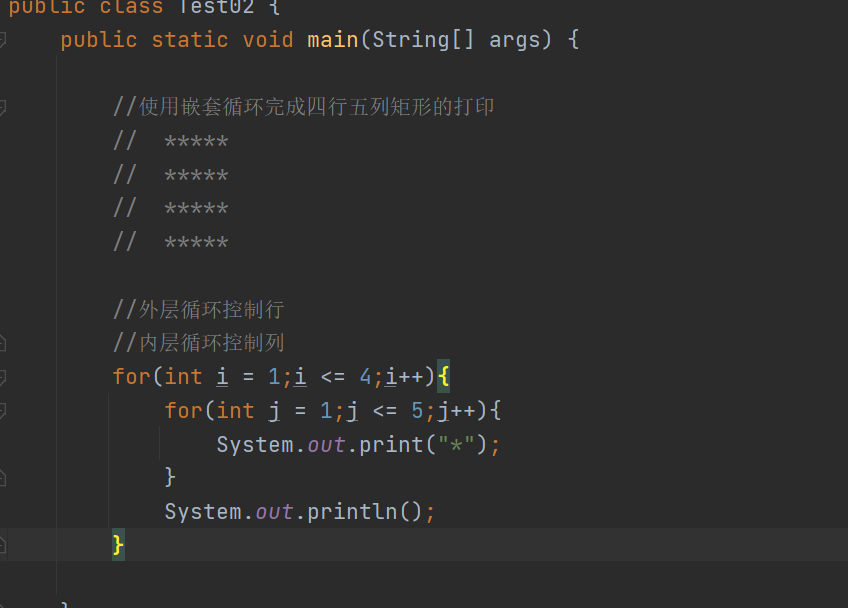 public class Test02 {
    public static void main(String[] args) {
        //使用嵌套循环完成四行五列矩形的打印
        //  *****
        //  *****
        //  *****
        //  *****
        //外层循环控制行
        //内层循环控制列
        for(int i = 1;i <= 4;i++){
            for(int j = 1;j <= 5;j++){
                System.out.print("*");
            }
            System.out.println();
        }
    }